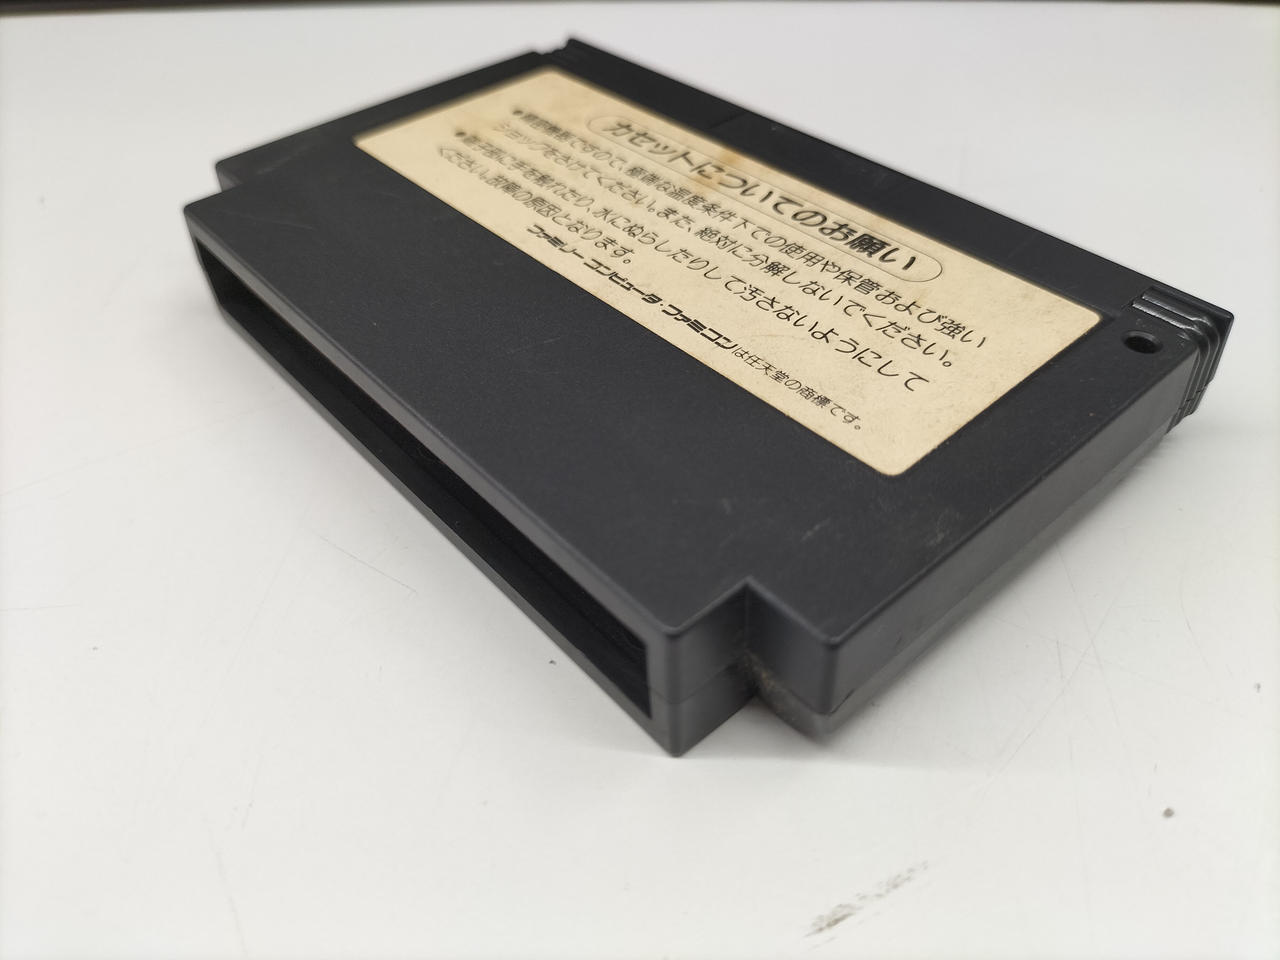 カセットについてのお願い
●精密機器ですので、極端な温度条件下での使用や保管および強い
ショックをさけてください。また、絶対に分解しないでください。
●端子部に手を触れたり、水にぬらしたりして汚さないようにして
ください。故障の原因となります。
ファミリーコンピュータ・ファミコンは任天堂の商標です。